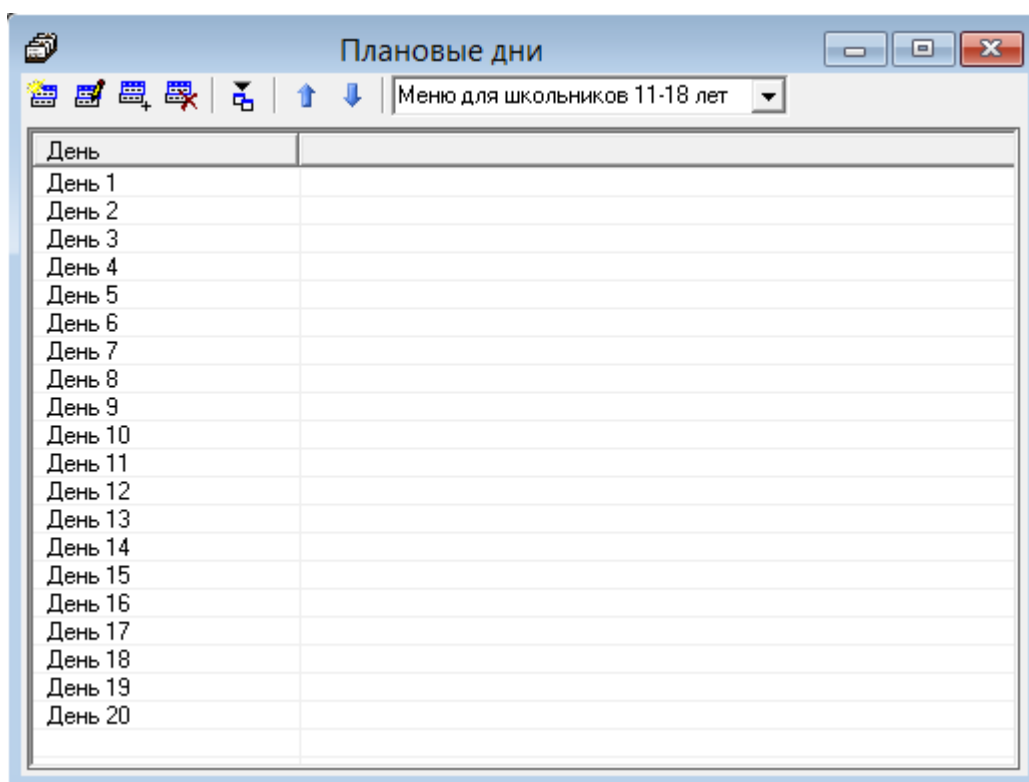 Плановые дни
Меню для школьников 11-18 лет
День
День 1
День 2
День 3
День 4
День 5
День 6
День 7
День 8
День 9
День 10
День 11
День 12
День 13
День 14
День 15
День 16
День 17
День 18
День 19
День 20